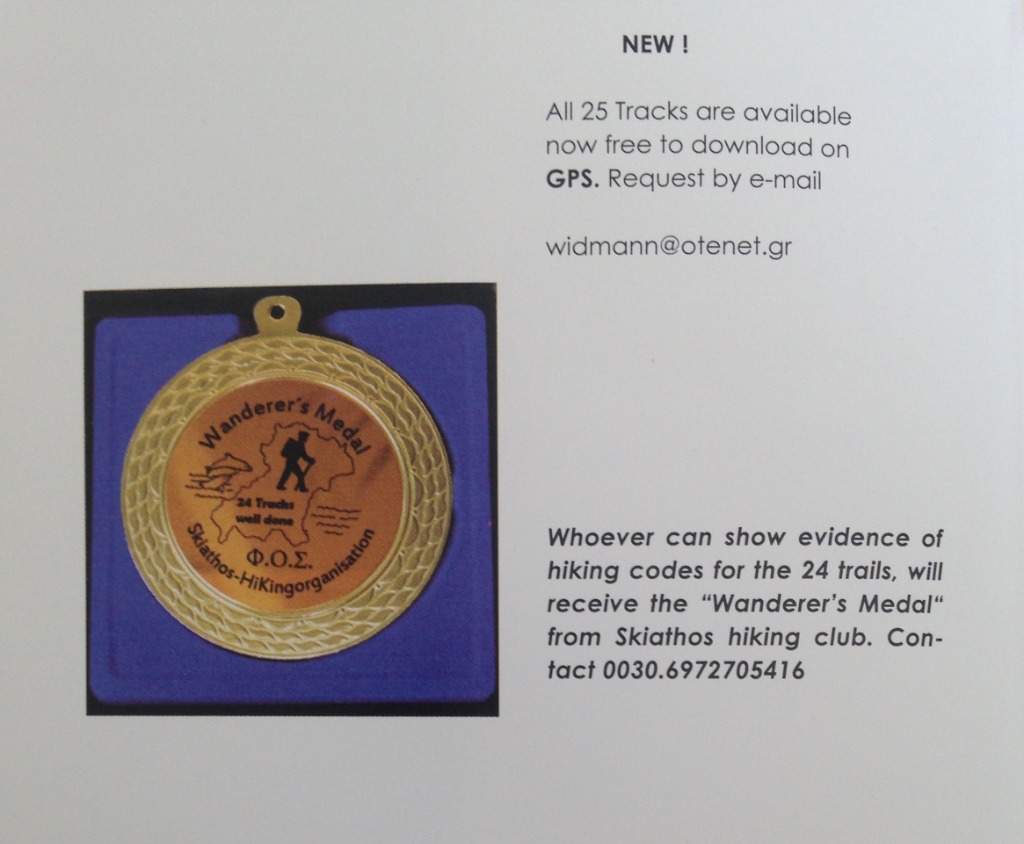 NEW !
All 25 Tracks are available
now free to download on
GPS. Request by e-mail
widmann@otenet.gr
Wanderer's Medal
24 Tracks
well done
Φ.Ο.Σ.
Skiathos-HiKingorganisation
Whoever can show evidence of
hiking codes for the 24 trails, will
receive the "Wanderer's Medal“
from Skiathos hiking club. Con-
tact 0030.6972705416